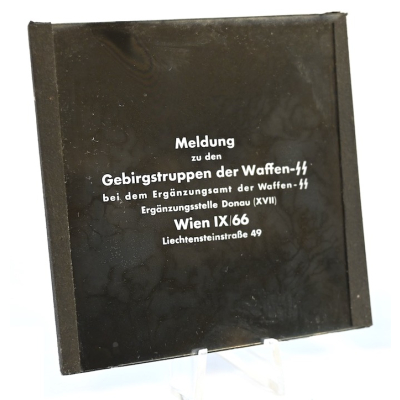 Meldung
zu den
Gebirgstruppen der Waffen-ᛋᛋ
bei dem Ergänzungsamt der Waffen-ᛋᛋ
Ergänzungsstelle Donau (XVII)
Wien IX/66
Liechtensteinstraße 49